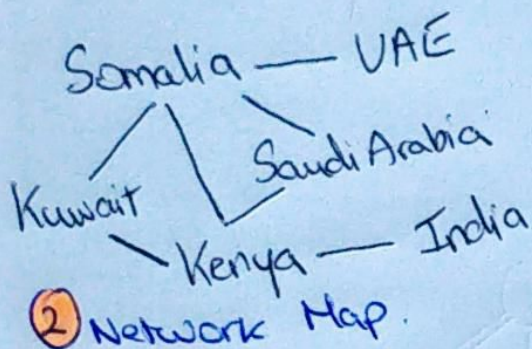 Somalia — UAE
Saudi Arabia
Kuwait
Kenya — India
2 Network Map.